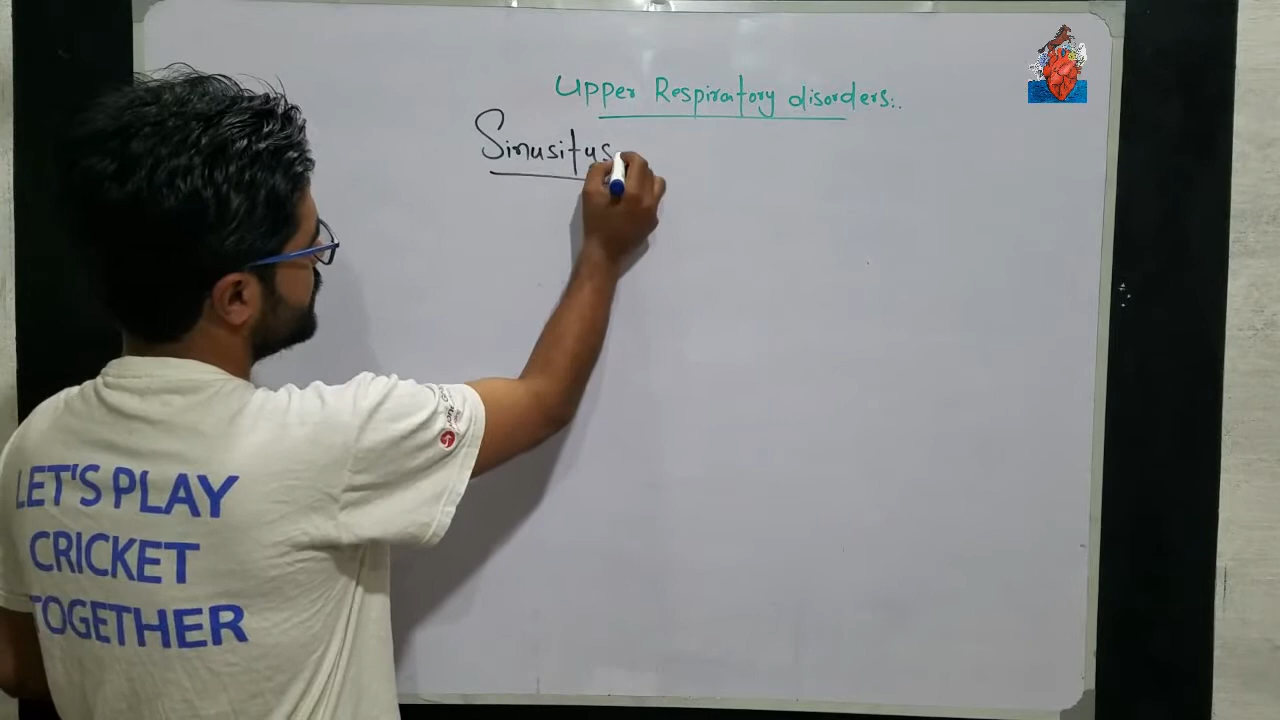 Upper Respiratory disorders:.
Sinusitus
LET'S PLAY
CRICKET
TOGETHER